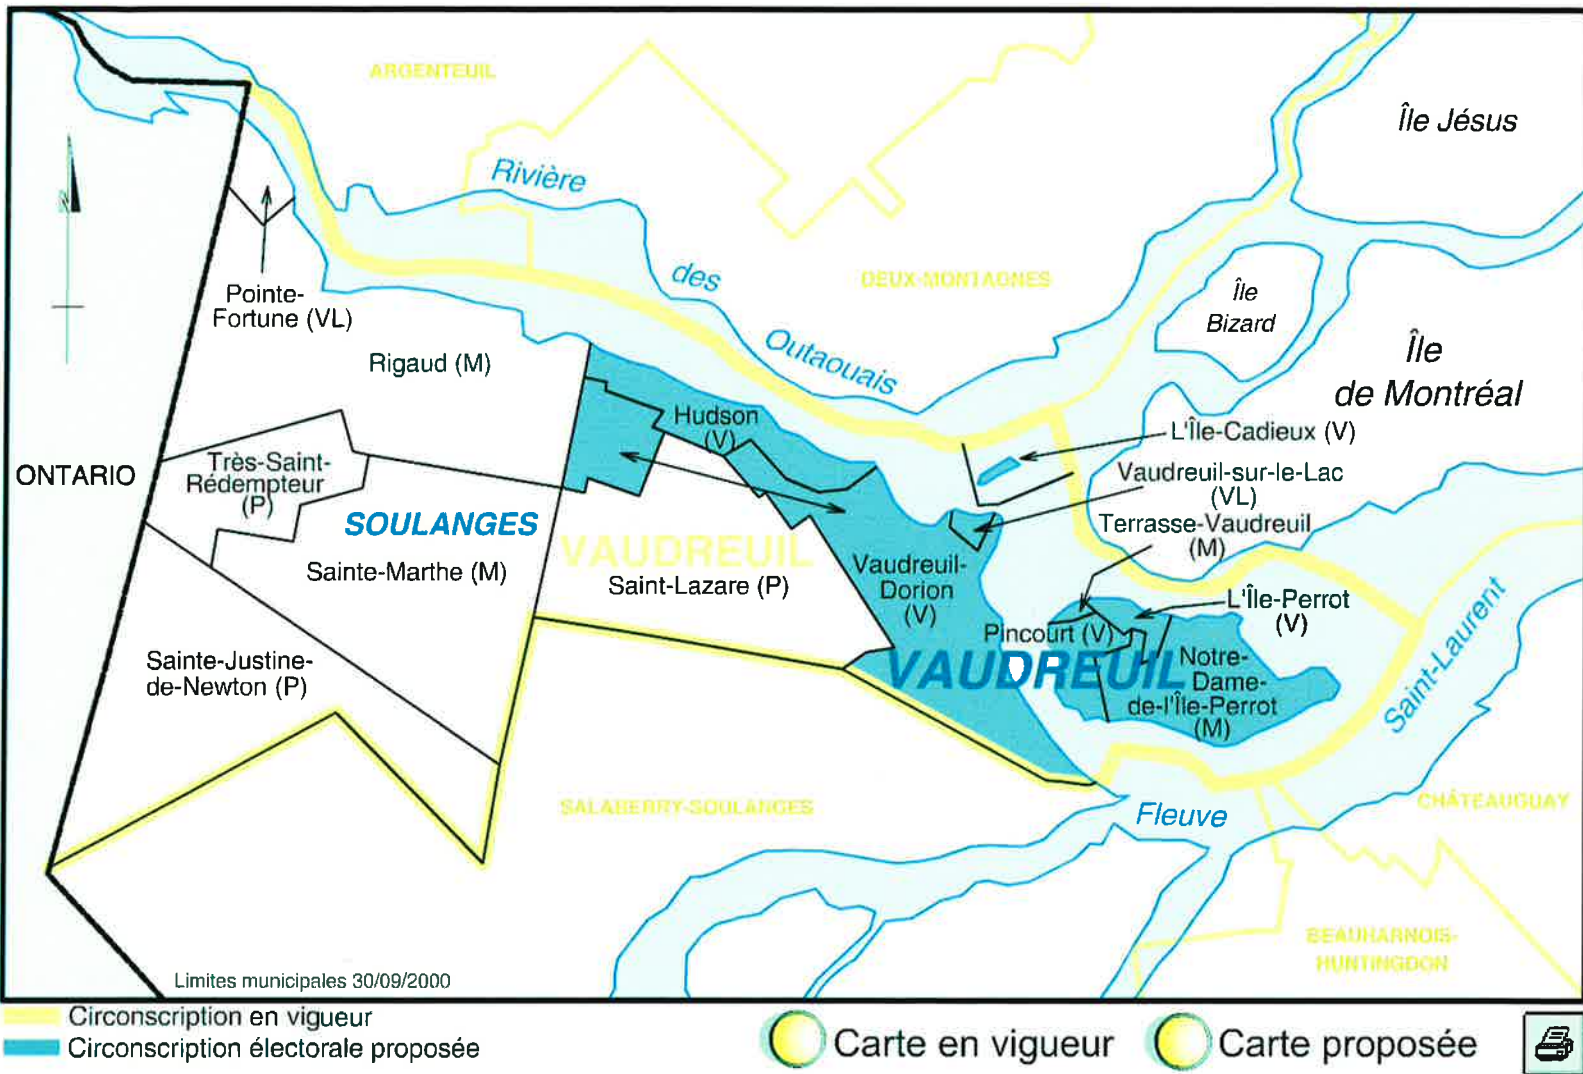 ARGENTEUIL
Île Jésus
Rivière
des
Outaouais
DEUX-MONTAGNES
Île
Bizard
Île
de Montréal
N
Pointe-
Fortune (VL)
Rigaud (M)
Hudson
(V)
L'Île-Cadieux (V)
ONTARIO
Très-Saint-
Rédempteur
(P)
Vaudreuil-sur-le-Lac
(VL)
SOULANGES
Terrasse-Vaudreuil
(M)
VAUDREUIL
Sainte-Marthe (M)
Saint-Lazare (P)
Vaudreuil-
Dorion
(V)
L'Île-Perrot
(V)
Pincourt (V)
Sainte-Justine-
de-Newton (P)
VAUDREUIL
Notre-
Dame-
de-l'Île-Perrot
(M)
Saint-Laurent
Fleuve
SALABERRY-SOULANGES
CHÂTEAUGUAY
BEAUHARNOIS-
HUNTINGDON
Limites municipales 30/09/2000
Circonscription en vigueur
Circonscription électorale proposée
Carte en vigueur
Carte proposée